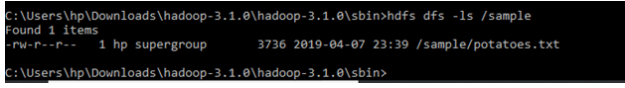 C:\Users\hp\Downloads\hadoop-3.1.0\hadoop-3.1.0\sbin>hdfs dfs -ls /sample
Found 1 items
-rw-r--r--   1 hp supergroup       3736 2019-04-07 23:39 /sample/potatoes.txt
C:\Users\hp\Downloads\hadoop-3.1.0\hadoop-3.1.0\sbin>